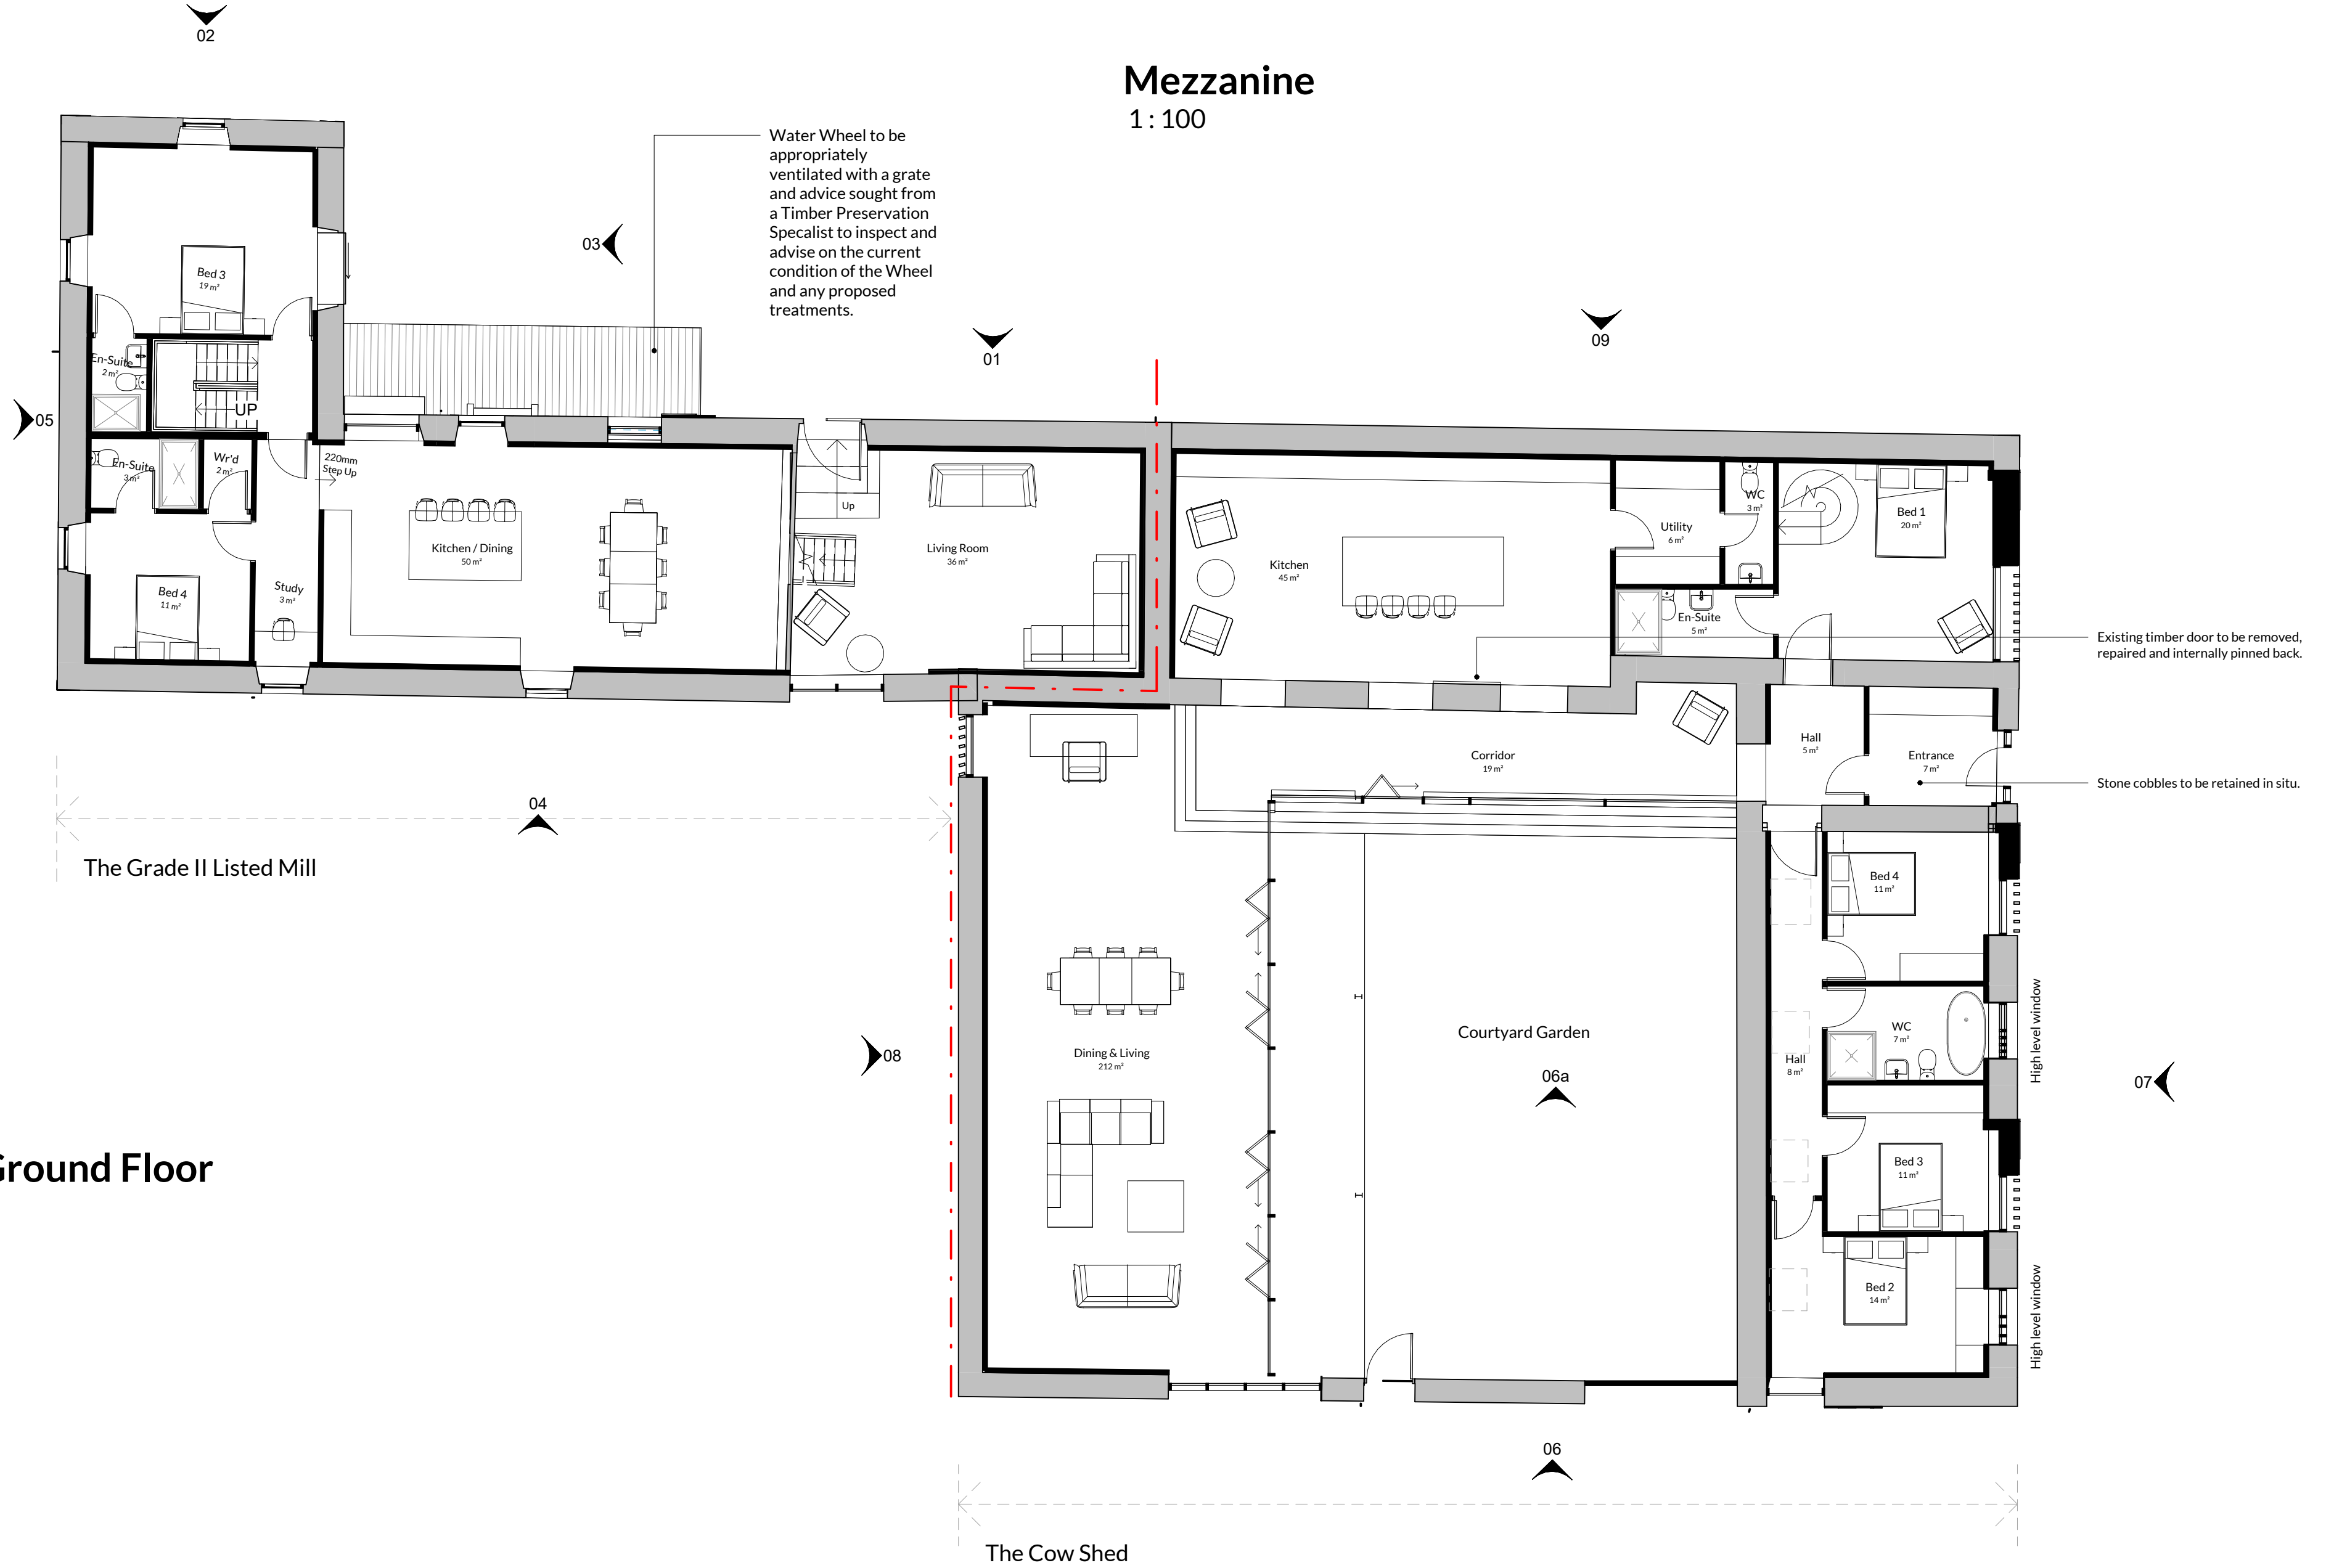 02
Mezzanine
1 : 100
Water Wheel to be
appropriately
ventilated with a grate
and advice sought from
a Timber Preservation
Specalist to inspect and
advise on the current
condition of the Wheel
and any proposed
treatments.
03
Bed 3
19 m²
01
09
En-Suite
2 m²
UP
05
En-Suite
3 m²
Wr'd
2 m²
220mm
Step Up
Up
Kitchen / Dining
50 m²
Living Room
36 m²
Study
3 m²
Bed 4
11 m²
Kitchen
45 m²
Utility
6 m²
WC
3 m²
Bed 1
20 m²
En-Suite
5 m²
Existing timber door to be removed,
repaired and internally pinned back.
Hall
5 m²
Entrance
7 m²
Corridor
19 m²
Stone cobbles to be retained in situ.
04
The Grade II Listed Mill
Bed 4
11 m²
High level window
WC
7 m²
Courtyard Garden
08
Dining & Living
212 m²
Hall
8 m²
06a
07
Ground Floor
Bed 3
11 m²
Bed 2
14 m²
High level window
06
The Cow Shed